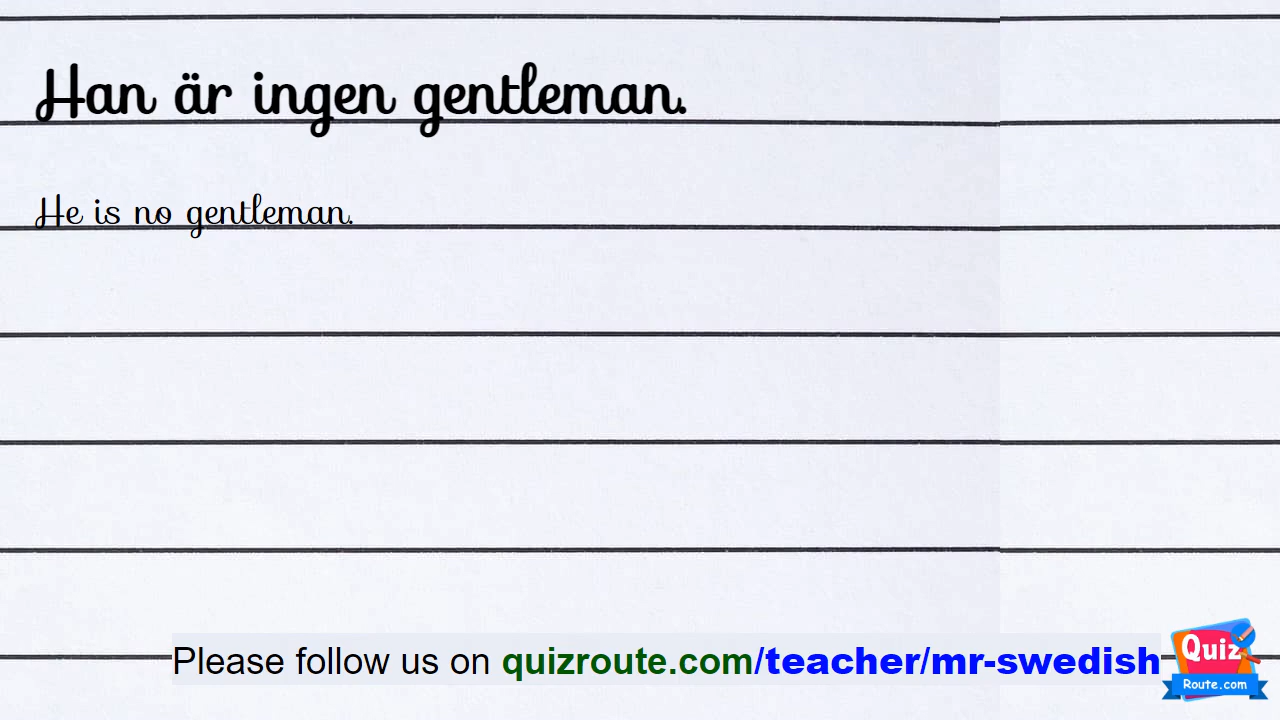 Han är ingen gentleman.
He is no gentleman.
Please follow us on quizroute.com/teacher/mr-swedish
Quiz
Route.com